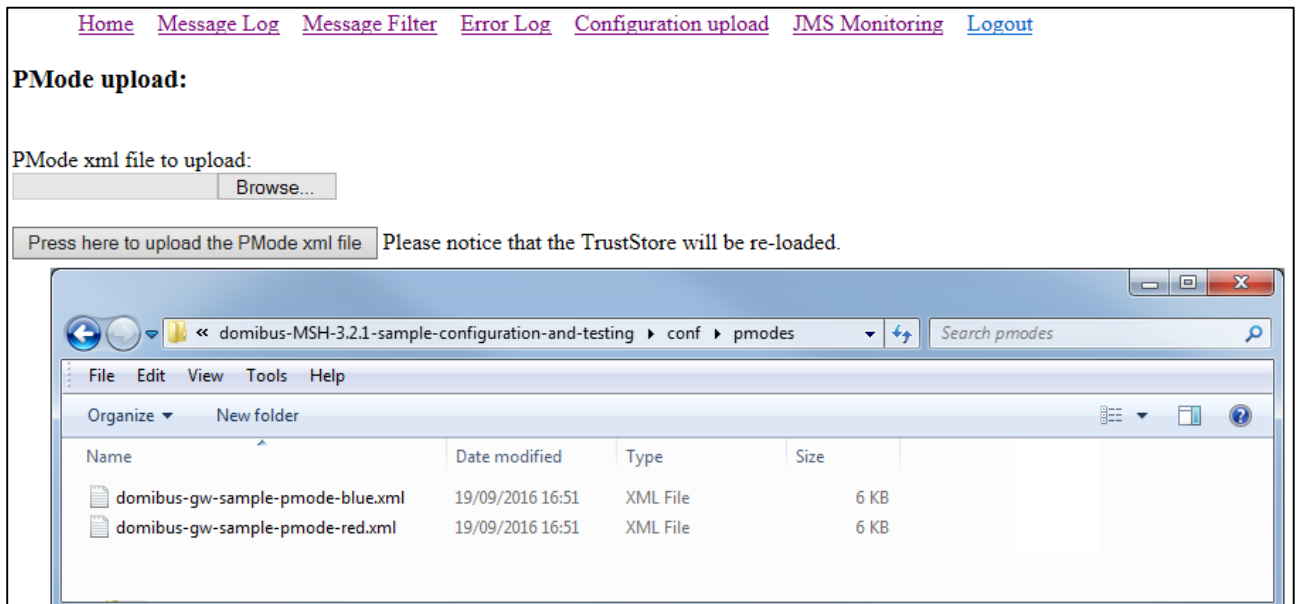 Home Message Log Message Filter Error Log Configuration upload JMS Monitoring Logout
PMode upload:
PMode xml file to upload:
Browse...
Press here to upload the PMode xml file Please notice that the TrustStore will be re-loaded.
« domibus-MSH-3.2.1-sample-configuration-and-testing conf pmodes Search pmodes
File Edit View Tools Help
Organize New folder
Name Date modified Type Size
domibus-gw-sample-pmode-blue.xml 19/09/2016 16:51 XML File 6 KB
domibus-gw-sample-pmode-red.xml 19/09/2016 16:51 XML File 6 KB